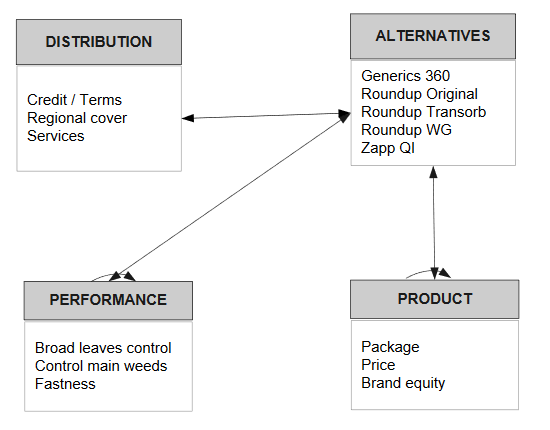 DISTRIBUTION
Credit / Terms
Regional cover
Services
ALTERNATIVES
Generics 360
Roundup Original
Roundup Transorb
Roundup WG
Zapp QI
PERFORMANCE
Broad leaves control
Control main weeds
Fastness
PRODUCT
Package
Price
Brand equity